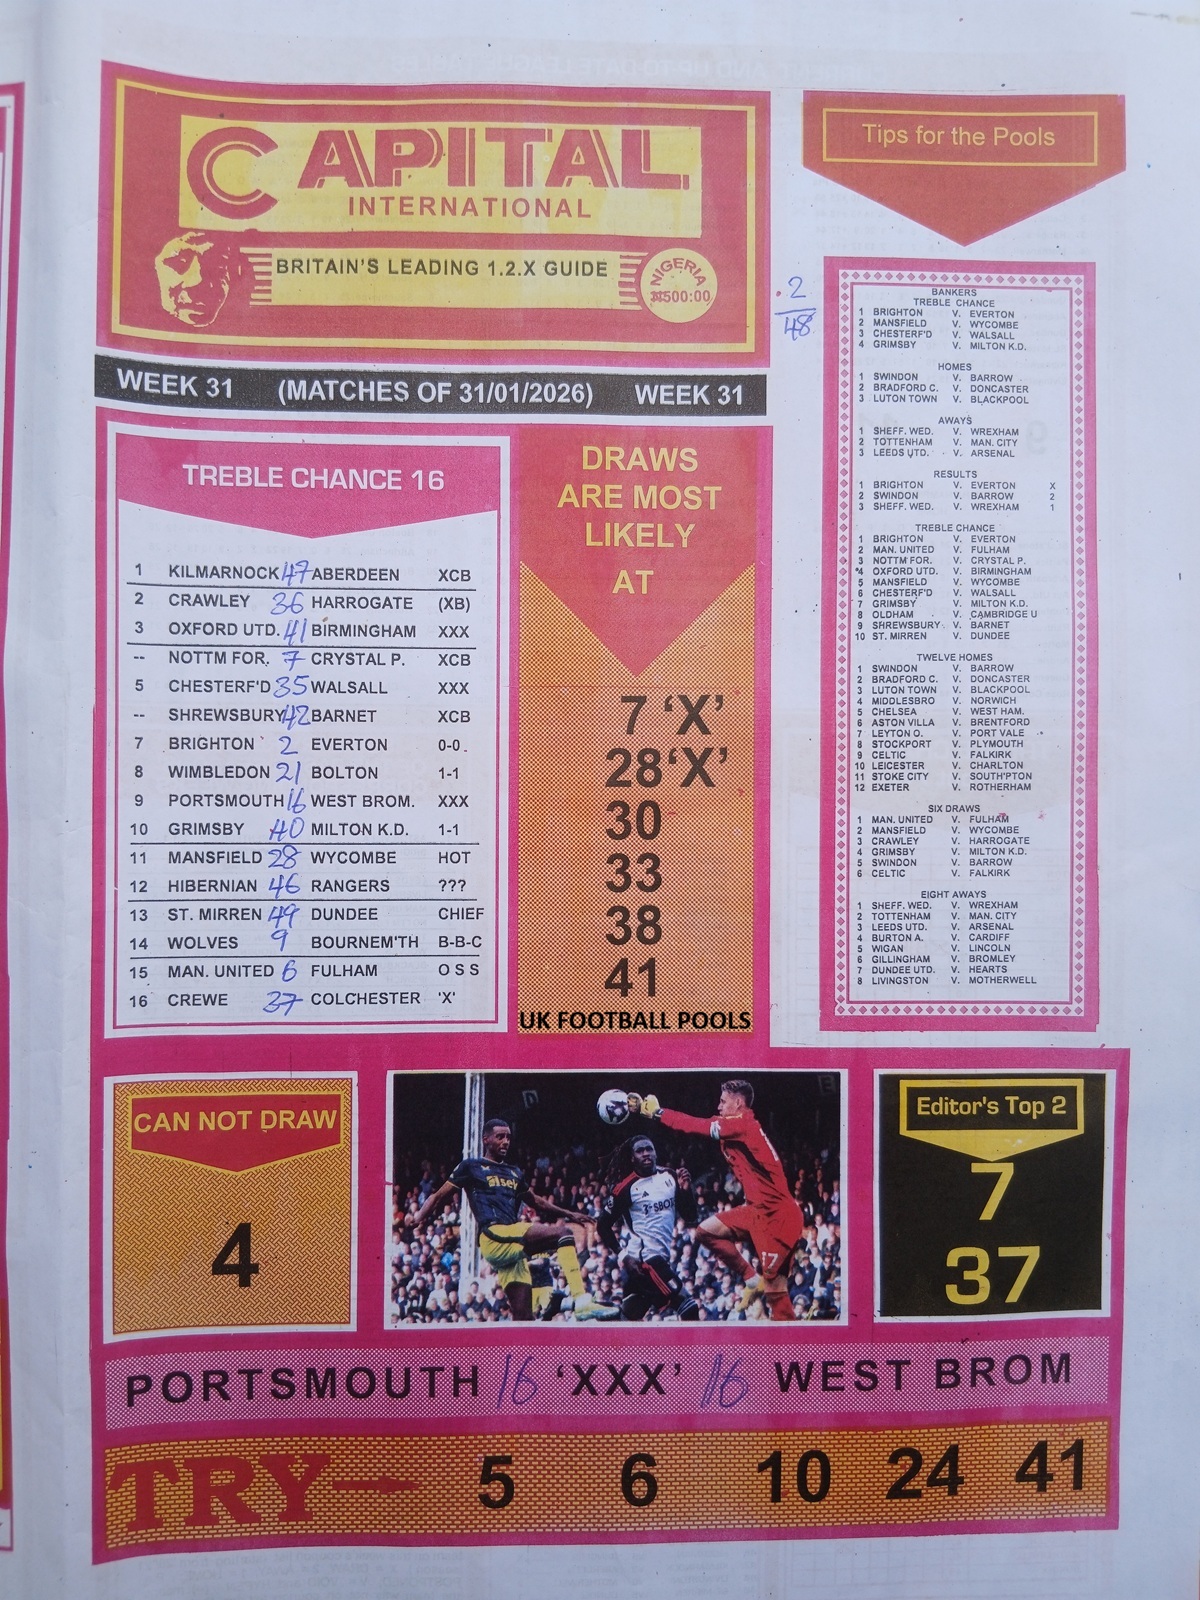 CAPITAL
INTERNATIONAL
BRITAIN'S LEADING 1.2.X GUIDE
NIGERIA
₦500:00
WEEK 31 (MATCHES OF 31/01/2026) WEEK 31
TREBLE CHANCE 16
1 KILMARNOCK 47 ABERDEEN XCB
2 CRAWLEY 36 HARROGATE (XB)
3 OXFORD UTD. 41 BIRMINGHAM XXX
-- NOTTM FOR. 7 CRYSTAL P. XCB
5 CHESTERF'D 35 WALSALL XXX
-- SHREWSBURY 42 BARNET XCB
7 BRIGHTON 2 EVERTON 0-0
8 WIMBLEDON 21 BOLTON 1-1
9 PORTSMOUTH 16 WEST BROM. XXX
10 GRIMSBY 40 MILTON K.D. 1-1
11 MANSFIELD 28 WYCOMBE HOT
12 HIBERNIAN 46 RANGERS ???
13 ST. MIRREN 49 DUNDEE CHIEF
14 WOLVES 9 BOURNEM'TH B-B-C
15 MAN. UNITED 6 FULHAM O S S
16 CREWE 37 COLCHESTER 'X'
DRAWS
ARE MOST
LIKELY
AT
7 'X'
28 'X'
30
33
38
41
UK FOOTBALL POOLS
Tips for the Pools
2
48
BANKERS
TREBLE CHANCE
1 BRIGHTON V. EVERTON
2 MANSFIELD V. WYCOMBE
3 CHESTERF'D V. WALSALL
4 GRIMSBY V. MILTON K.D.
HOMES
1 SWINDON V. BARROW
2 BRADFORD C. V. DONCASTER
3 LUTON TOWN V. BLACKPOOL
AWAYS
1 SHEFF. WED. V. WREXHAM
2 TOTTENHAM V. MAN. CITY
3 LEEDS UTD. V. ARSENAL
RESULTS
1 BRIGHTON V. EVERTON X
2 SWINDON V. BARROW 2
3 SHEFF. WED. V. WREXHAM 1
TREBLE CHANCE
1 BRIGHTON V. EVERTON
2 MAN. UNITED V. FULHAM
3 NOTTM FOR. V. CRYSTAL P.
*4 OXFORD UTD. V. BIRMINGHAM
5 MANSFIELD V. WYCOMBE
6 CHESTERF'D V. WALSALL
7 GRIMSBY V. MILTON K.D.
8 OLDHAM V. CAMBRIDGE U
9 SHREWSBURY V. BARNET
10 ST. MIRREN V. DUNDEE
TWELVE HOMES
1 SWINDON V. BARROW
2 BRADFORD C. V. DONCASTER
3 LUTON TOWN V. BLACKPOOL
4 MIDDLESBRO V. NORWICH
5 CHELSEA V. WEST HAM.
6 ASTON VILLA V. BRENTFORD
7 LEYTON O. V. PORT VALE
8 STOCKPORT V. PLYMOUTH
9 CELTIC V. FALKIRK
10 LEICESTER V. CHARLTON
11 STOKE CITY V. SOUTH'PTON
12 EXETER V. ROTHERHAM
SIX DRAWS
1 MAN. UNITED V. FULHAM
2 MANSFIELD V. WYCOMBE
3 CRAWLEY V. HARROGATE
4 GRIMSBY V. MILTON K.D.
5 SWINDON V. BARROW
6 CELTIC V. FALKIRK
EIGHT AWAYS
1 SHEFF. WED. V. WREXHAM
2 TOTTENHAM V. MAN. CITY
3 LEEDS UTD. V. ARSENAL
4 BURTON A. V. CARDIFF
5 WIGAN V. LINCOLN
6 GILLINGHAM V. BROMLEY
7 DUNDEE UTD. V. HEARTS
8 LIVINGSTON V. MOTHERWELL
CAN NOT DRAW
4
Editor's Top 2
7
37
PORTSMOUTH 16 'XXX' 16 WEST BROM
TRY 5 6 10 24 41